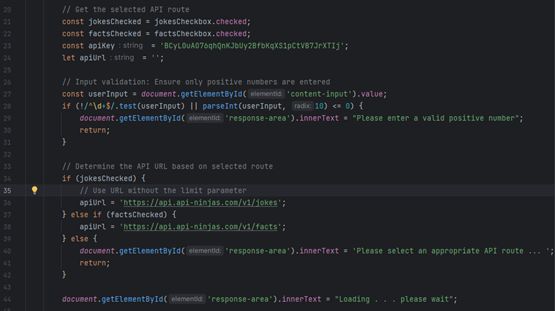 20 // Get the selected API route
21 const jokesChecked = jokesCheckbox.checked;
22 const factsChecked = factsCheckbox.checked;
23 const apiKey : string = 'BCyL0uAO76qhQnKJbUy2BfbKqXS1pCtVB7JrXTIj';
24 let apiUrl : string = '';
25
26 // Input validation: Ensure only positive numbers are entered
27 const userInput = document.getElementById( elementId: 'content-input').value;
28 if (!/^\d+$/.test(userInput) || parseInt(userInput, radix: 10) <= 0) {
29 document.getElementById( elementId: 'response-area').innerText = "Please enter a valid positive number";
30 return;
31 }
32
33 // Determine the API URL based on selected route
34 if (jokesChecked) {
35 // Use URL without the limit parameter
36 apiUrl = 'https://api.api-ninjas.com/v1/jokes';
37 } else if (factsChecked) {
38 apiUrl = 'https://api.api-ninjas.com/v1/facts';
39 } else {
40 document.getElementById( elementId: 'response-area').innerText = 'Please select an appropriate API route ... ';
41 return;
42 }
43
44 document.getElementById( elementId: 'response-area').innerText = "Loading . . . please wait";